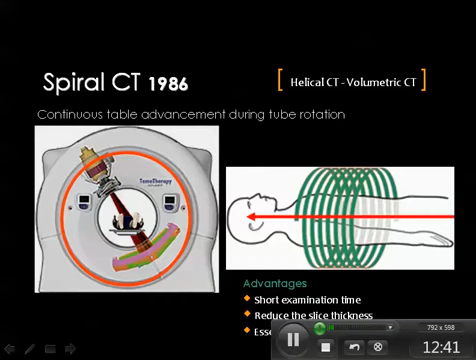 Spiral CT 1986
[ Helical CT - Volumetric CT ]
Continuous table advancement during tube rotation
TomoTherapy
Advantages
Short examination time
Reduce the slice thickness
792 x 598
12:41